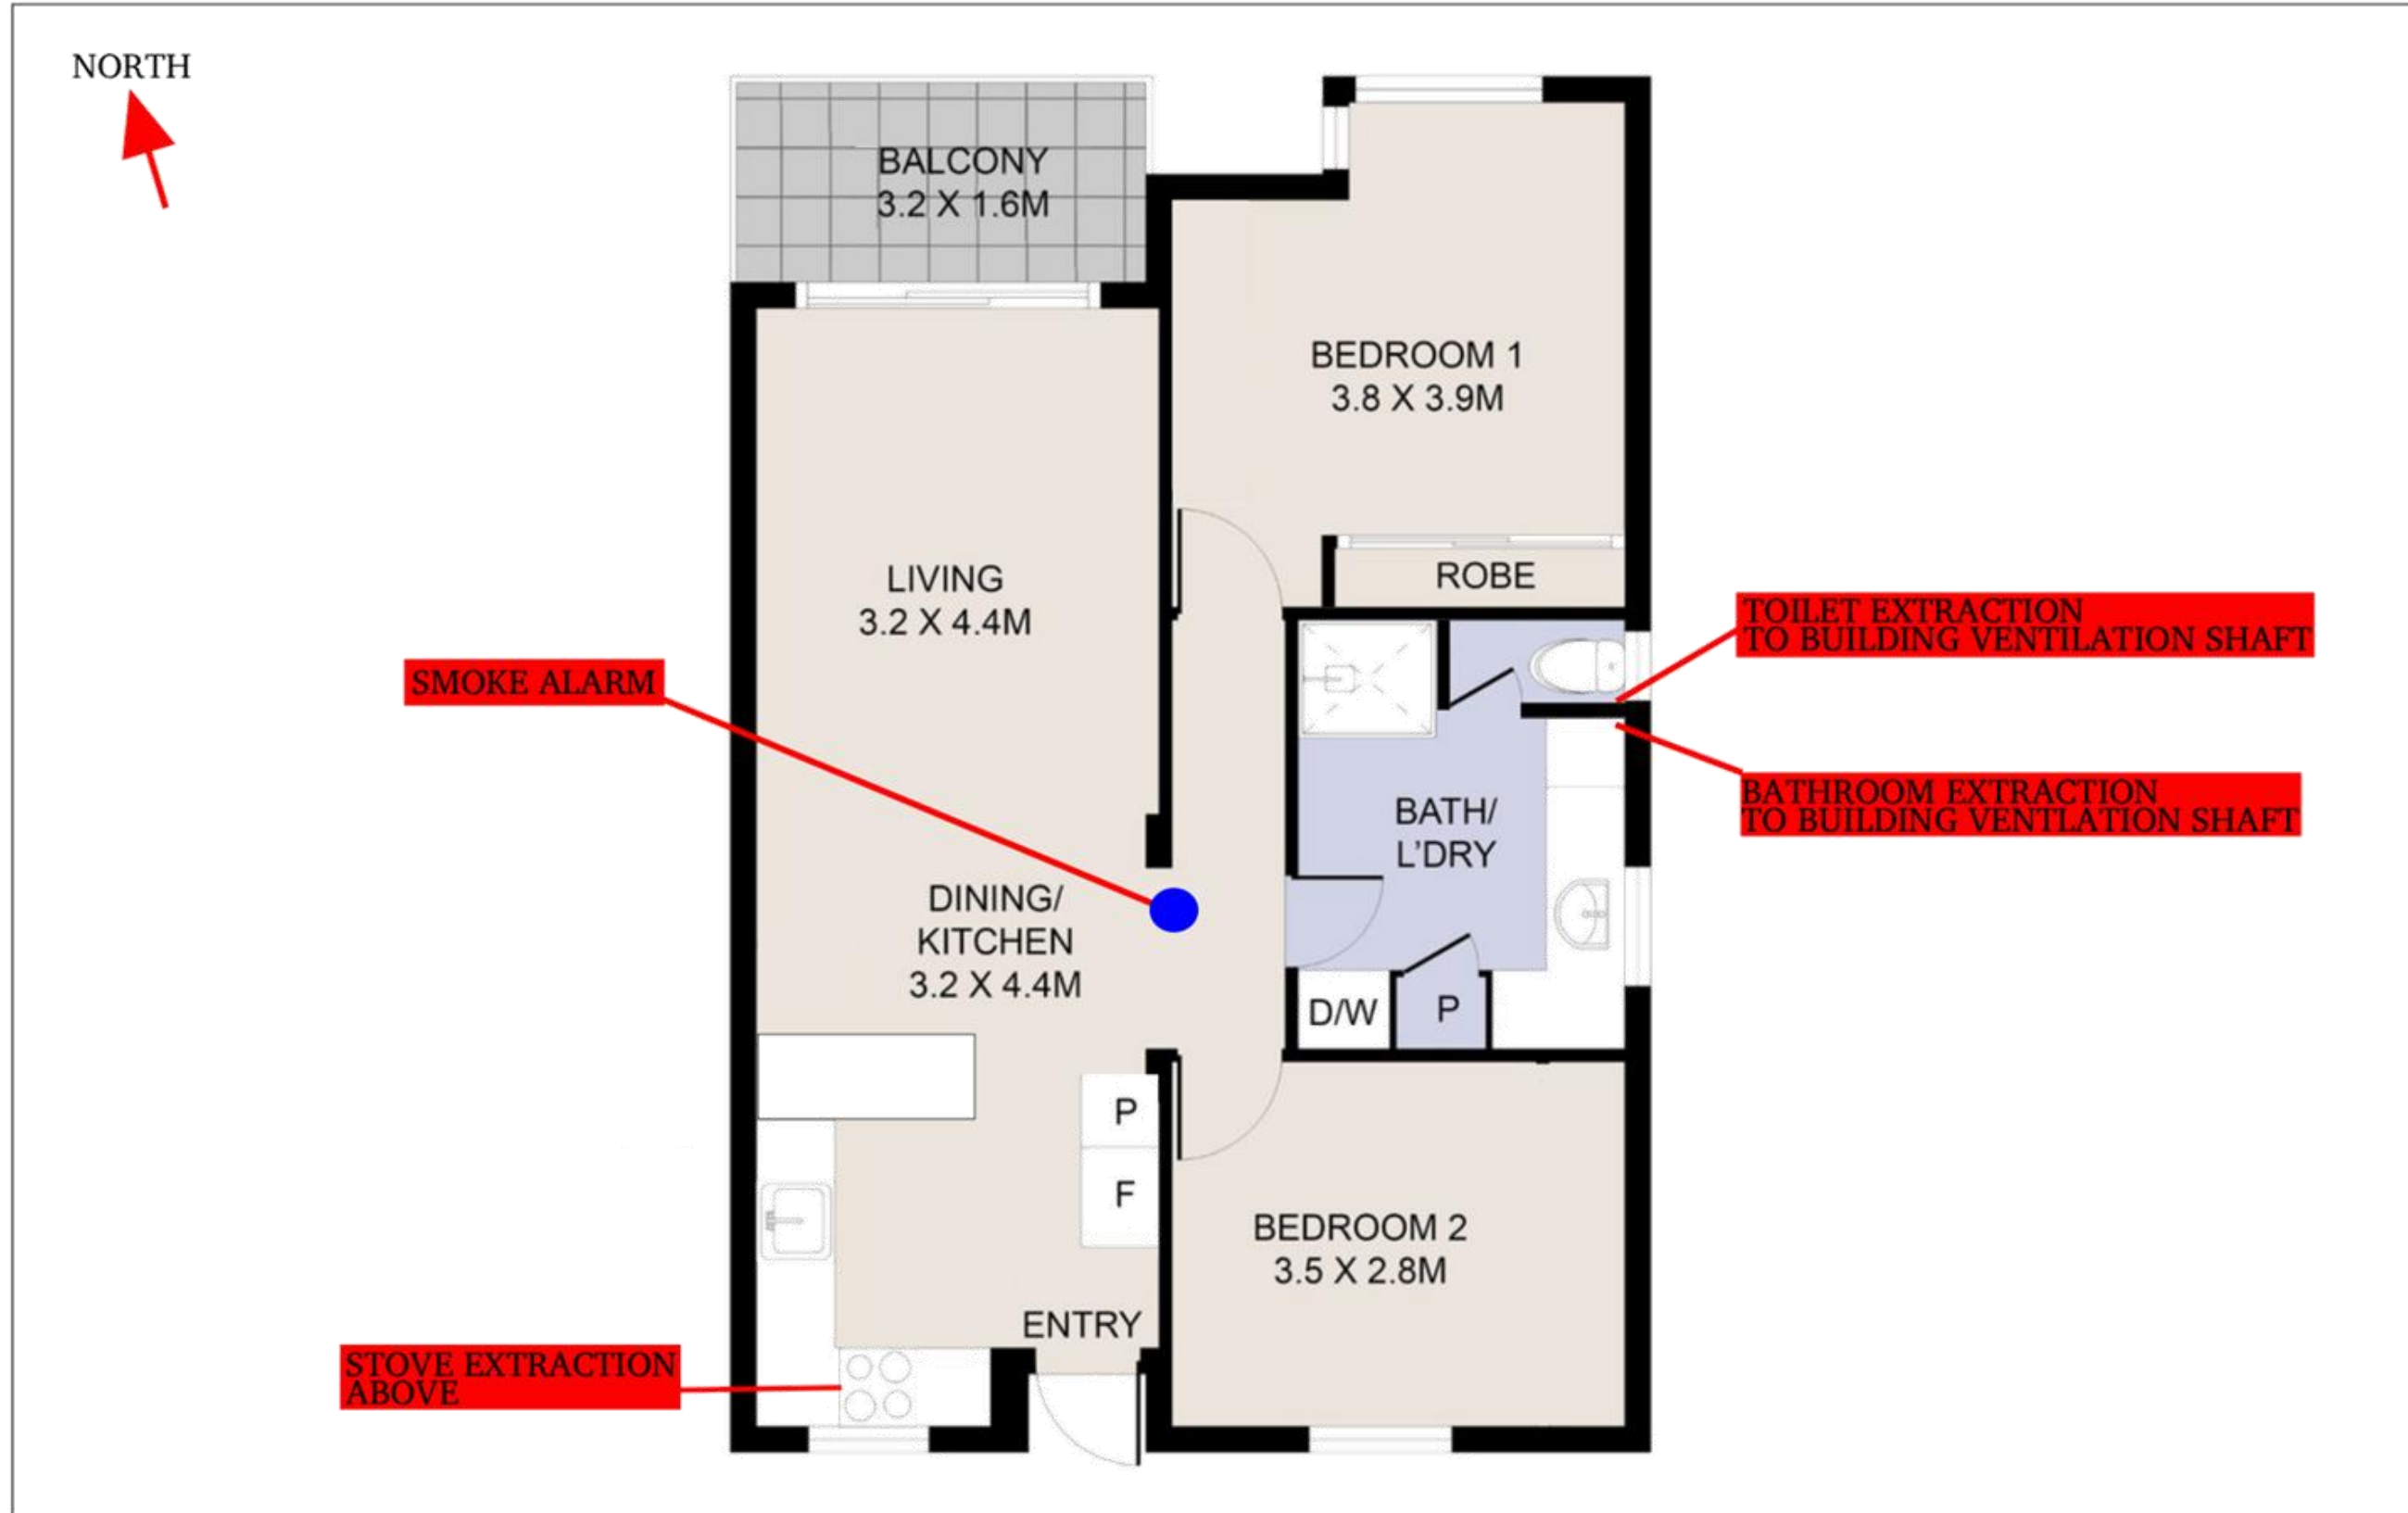 NORTH
BALCONY
3.2 X 1.6M
BEDROOM 1
3.8 X 3.9M
ROBE
LIVING
3.2 X 4.4M
TOILET EXTRACTION
TO BUILDING VENTILATION SHAFT
SMOKE ALARM
BATHROOM EXTRACTION
TO BUILDING VENTLATION SHAFT
BATH/
L'DRY
DINING/
KITCHEN
3.2 X 4.4M
D/W
P
P
F
BEDROOM 2
3.5 X 2.8M
ENTRY
STOVE EXTRACTION
ABOVE